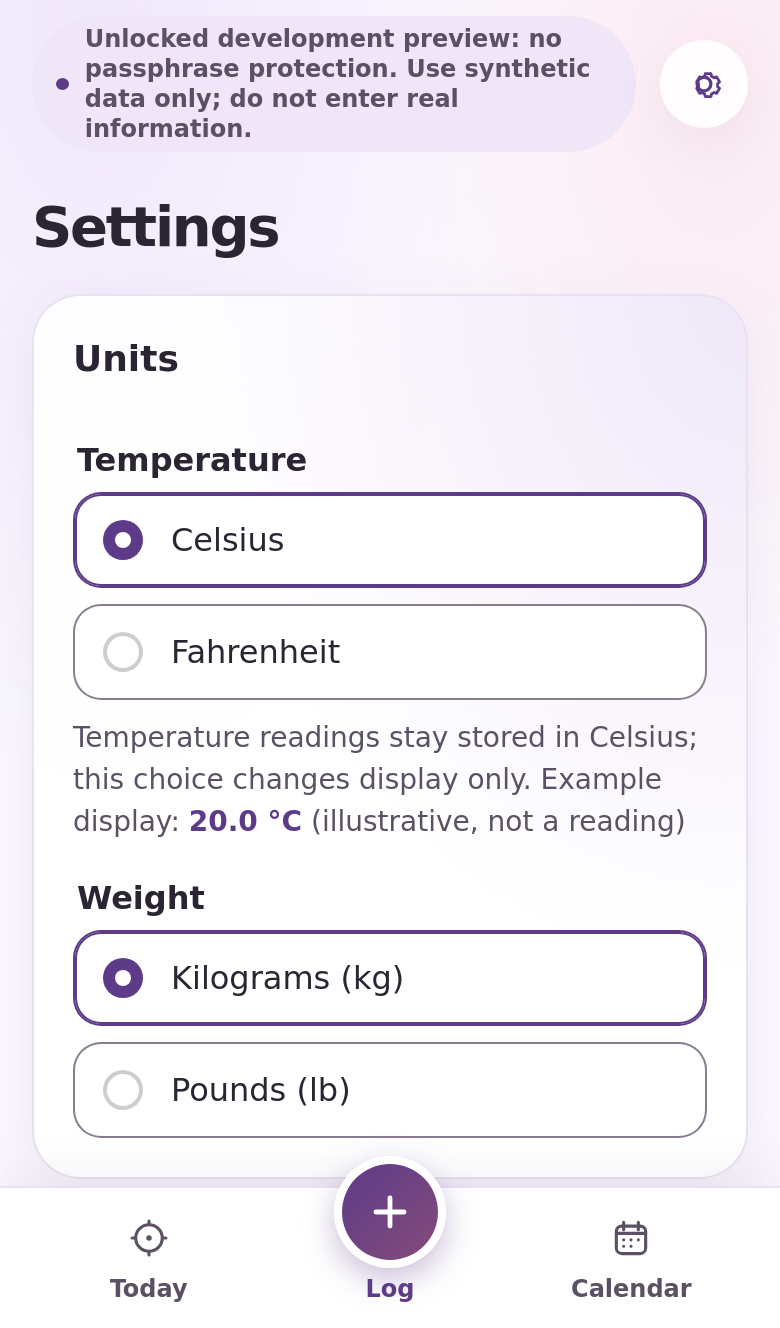 Unlocked development preview: no
passphrase protection. Use synthetic
data only; do not enter real
information.
Settings
Units
Temperature
Celsius
Fahrenheit
Temperature readings stay stored in Celsius;
this choice changes display only. Example
display: 20.0 °C (illustrative, not a reading)
Weight
Kilograms (kg)
Pounds (lb)
Today
Log
Calendar